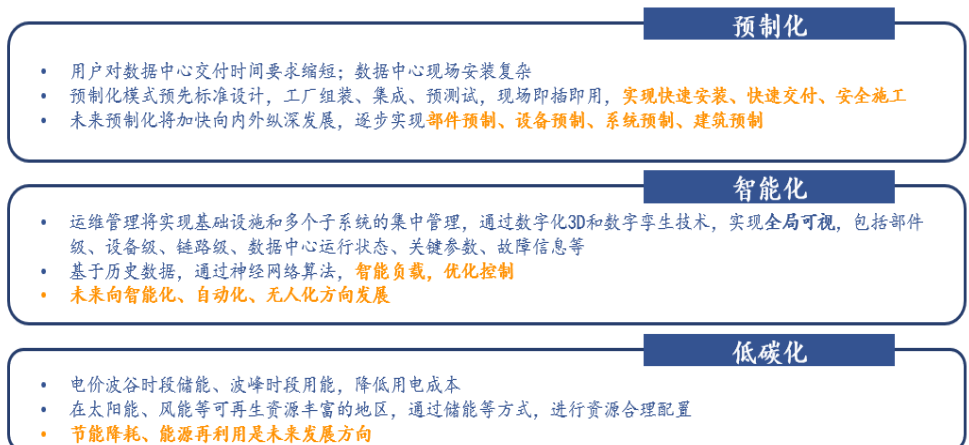 预制化
• 用户对数据中心交付时间要求缩短；数据中心现场安装复杂
• 预制化模式预先标准设计，工厂组装、集成、预测试，现场即插即用，实现快速安装、快速交付、安全施工
• 未来预制化将加快向内外纵深发展，逐步实现部件预制、设备预制、系统预制、建筑预制
智能化
• 运维管理将实现基础设施和多个子系统的集中管理，通过数字化3D和数字孪生技术，实现全局可视，包括部件
级、设备级、链路级、数据中心运行状态、关键参数、故障信息等
• 基于历史数据，通过神经网络算法，智能负载，优化控制
• 未来向智能化、自动化、无人化方向发展
低碳化
• 电价波谷时段储能、波峰时段用能，降低用电成本
• 在太阳能、风能等可再生资源丰富的地区，通过储能等方式，进行资源合理配置
• 节能降耗、能源再利用是未来发展方向